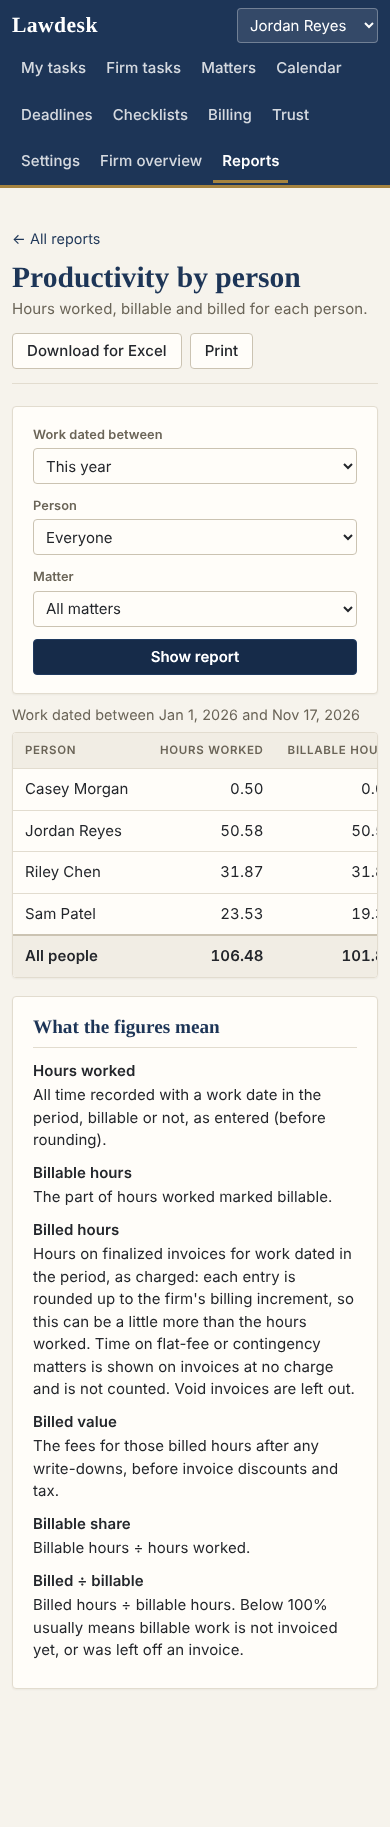 Lawdesk
Jordan Reyes
My tasks Firm tasks Matters Calendar
Deadlines Checklists Billing Trust
Settings Firm overview Reports
← All reports
Productivity by person
Hours worked, billable and billed for each person.
Download for Excel Print
Work dated between
This year
Person
Everyone
Matter
All matters
Show report
Work dated between Jan 1, 2026 and Nov 17, 2026
PERSON HOURS WORKED BILLABLE
Casey Morgan 0.50
Jordan Reyes 50.58
Riley Chen 31.87
Sam Patel 23.53
All people 106.48
What the figures mean
Hours worked
All time recorded with a work date in the
period, billable or not, as entered (before
rounding).
Billable hours
The part of hours worked marked billable.
Billed hours
Hours on finalized invoices for work dated in
the period, as charged: each entry is
rounded up to the firm's billing increment, so
this can be a little more than the hours
worked. Time on flat-fee or contingency
matters is shown on invoices at no charge
and is not counted. Void invoices are left out.
Billed value
The fees for those billed hours after any
write-downs, before invoice discounts and
tax.
Billable share
Billable hours ÷ hours worked.
Billed ÷ billable
Billed hours ÷ billable hours. Below 100%
usually means billable work is not invoiced
yet, or was left off an invoice.